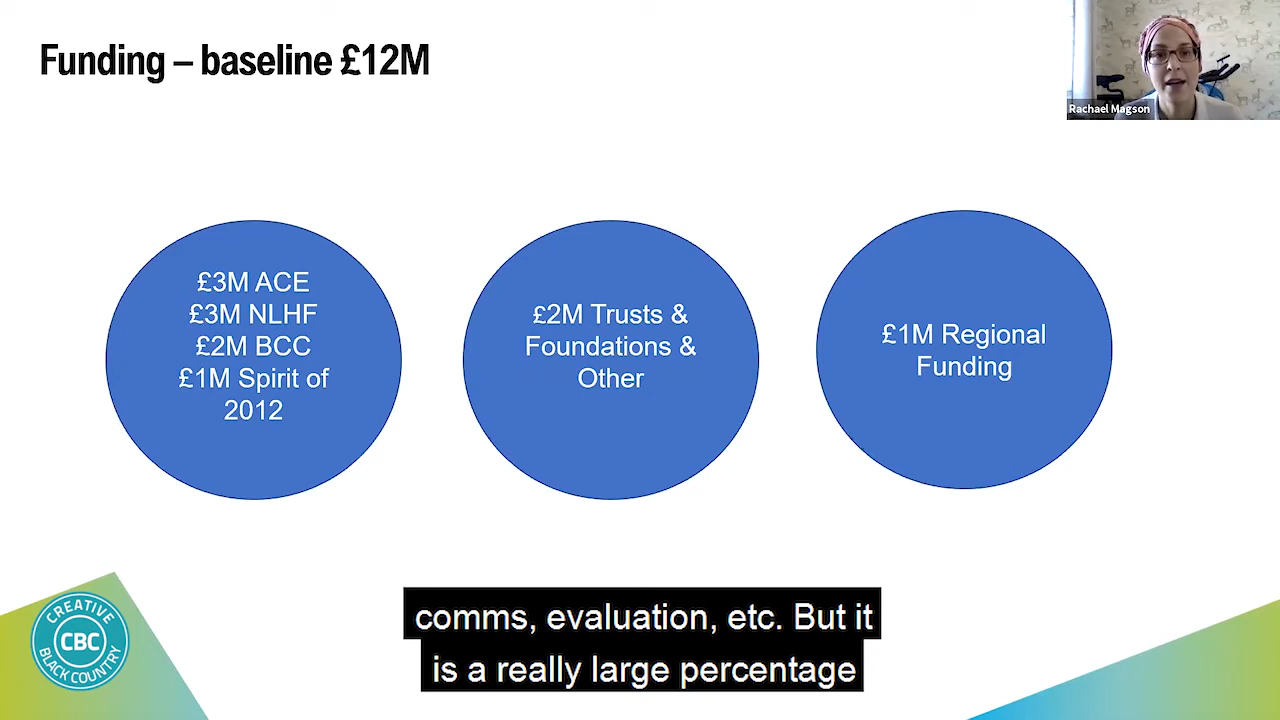 Funding – baseline £12M
Rachael Magson
£3M ACE
£3M NLHF
£2M BCC
£1M Spirit of
2012
£2M Trusts &
Foundations &
Other
£1M Regional
Funding
CREATIVE
CBC
BLACK COUNTRY
comms, evaluation, etc. But it
is a really large percentage